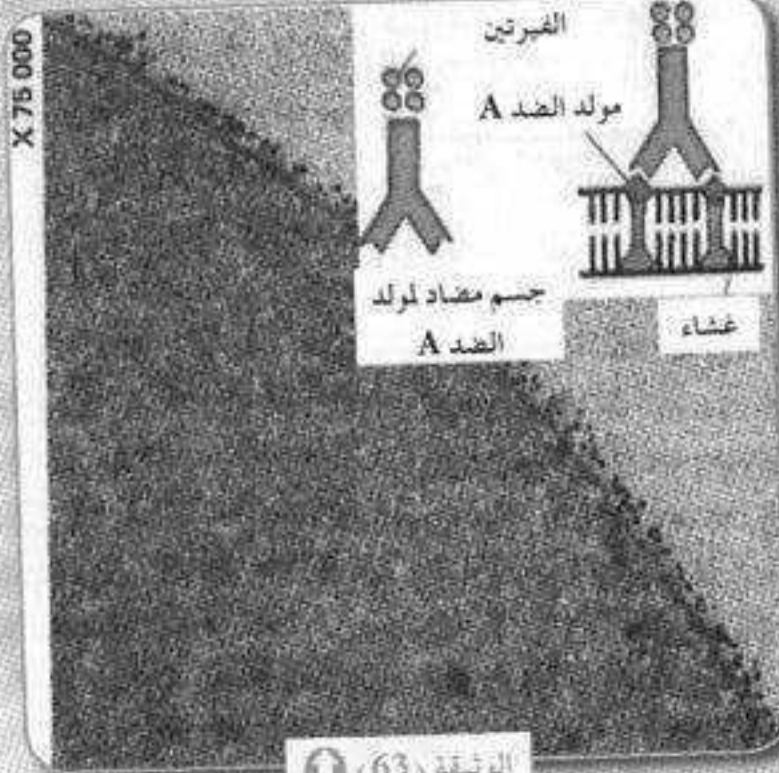 X 75 000
الفيرتين
مولد الضد A
جسم مضاد لمولد
الضد A
غشاء
الوثيقة (63)